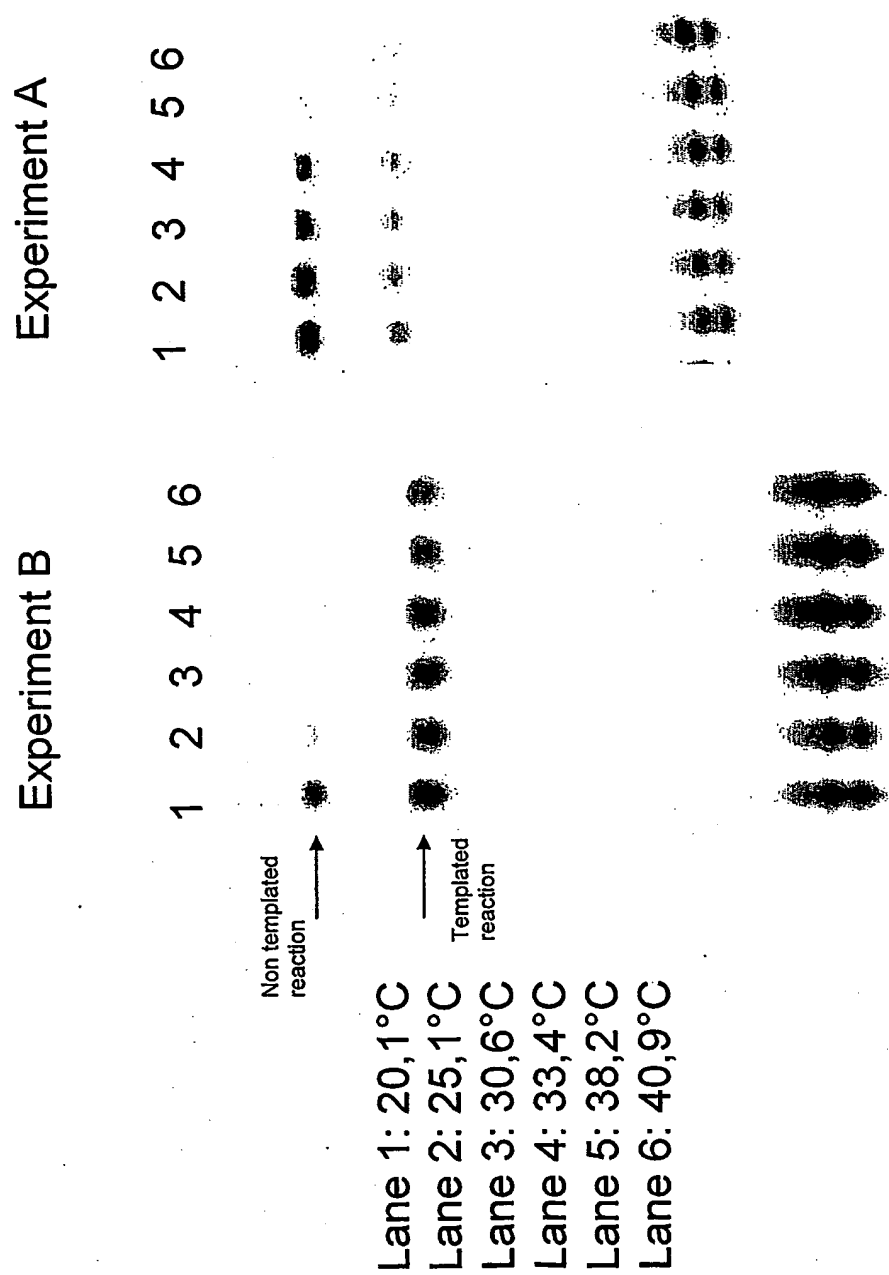 Experiment B
Experiment A
1 2 3 4 5 6
1 2 3 4 5 6
Non templated
reaction
Templated
reaction
Lane 1: 20,1°C
Lane 2: 25,1°C
Lane 3: 30,6°C
Lane 4: 33,4°C
Lane 5: 38,2°C
Lane 6: 40,9°C